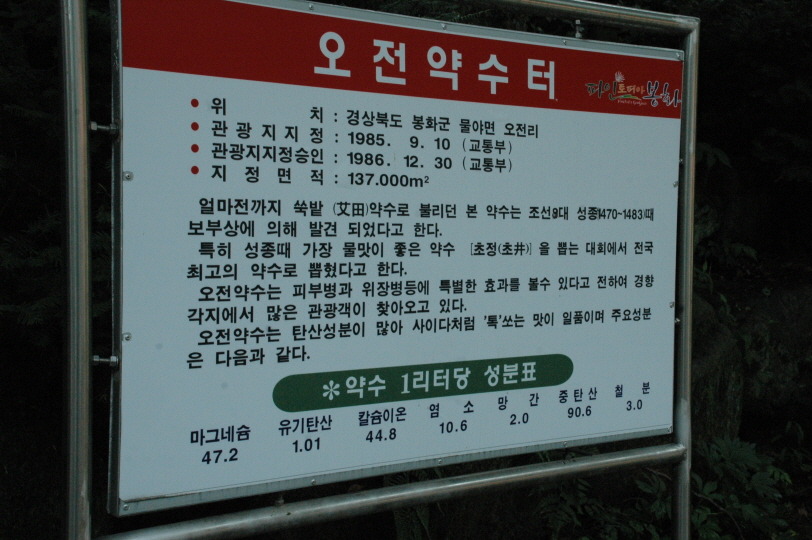 오전약수터
파인토피아 봉화
• 위 치 : 경상북도 봉화군 물야면 오전리
• 관광지지정 : 1985. 9. 10 (교통부)
• 관광지지정승인 : 1986. 12. 30 (교통부)
• 지정면적 : 137.000m²
얼마전까지 쑥밭 (艾田)약수로 불리던 본 약수는 조선9대 성종1470~1483)때
보부상에 의해 발견 되었다고 한다.
특히 성종때 가장 물맛이 좋은 약수 [초정(초井)] 을 뽑는 대회에서 전국
최고의 약수로 뽑혔다고 한다.
오전약수는 피부병과 위장병등에 특별한 효과를 볼수 있다고 전하여 경향
각지에서 많은 관광객이 찾아오고 있다.
오전약수는 탄산성분이 많아 사이다처럼 '톡'쏘는 맛이 일품이며 주요성분
은 다음과 같다.
*약수 1리터당 성분표
마그네슘 유기탄산 칼슘이온 염 소 망 간 중탄산 철 분
47.2 1.01 44.8 10.6 2.0 90.6 3.0